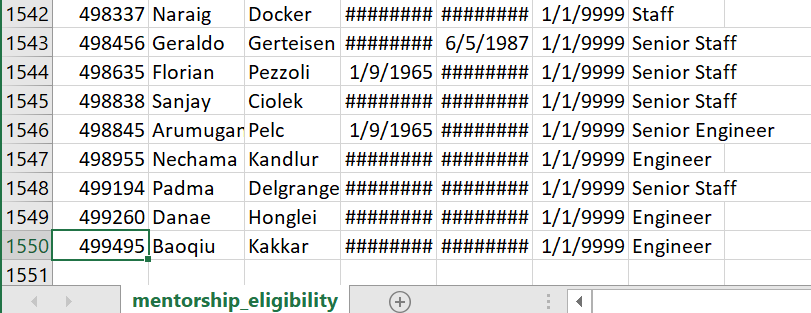 1542 498337 Naraig Docker ######## ######## 1/1/9999 Staff
1543 498456 Geraldo Gerteisen ######## 6/5/1987 1/1/9999 Senior Staff
1544 498635 Florian Pezzoli 1/9/1965 ######## 1/1/9999 Senior Staff
1545 498838 Sanjay Ciolek ######## ######## 1/1/9999 Senior Staff
1546 498845 Arumugar Pelc 1/9/1965 ######## 1/1/9999 Senior Engineer
1547 498955 Nechama Kandlur ######## ######## 1/1/9999 Engineer
1548 499194 Padma Delgrange ######## ######## 1/1/9999 Senior Staff
1549 499260 Danae Honglei ######## ######## 1/1/9999 Engineer
1550 499495 Baoqiu Kakkar ######## ######## 1/1/9999 Engineer
1551
mentorship_eligibility